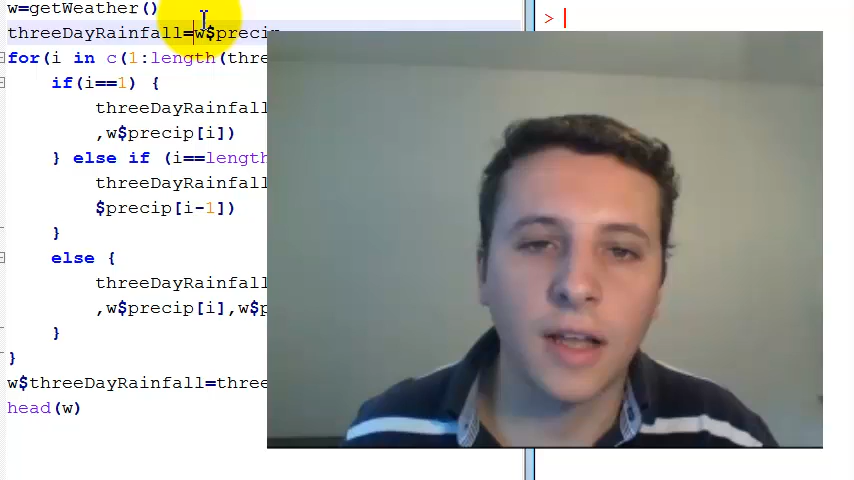 w=getWeather()
threeDayRainfall=w$precip
for(i in c(1:length(thre
if(i==1) {
threeDayRainfall
,w$precip[i])
} else if (i==length
threeDayRainfall
$precip[i-1])
}
else {
threeDayRainfall
,w$precip[i],w$p
}
}
w$threeDayRainfall=three
head(w)
>